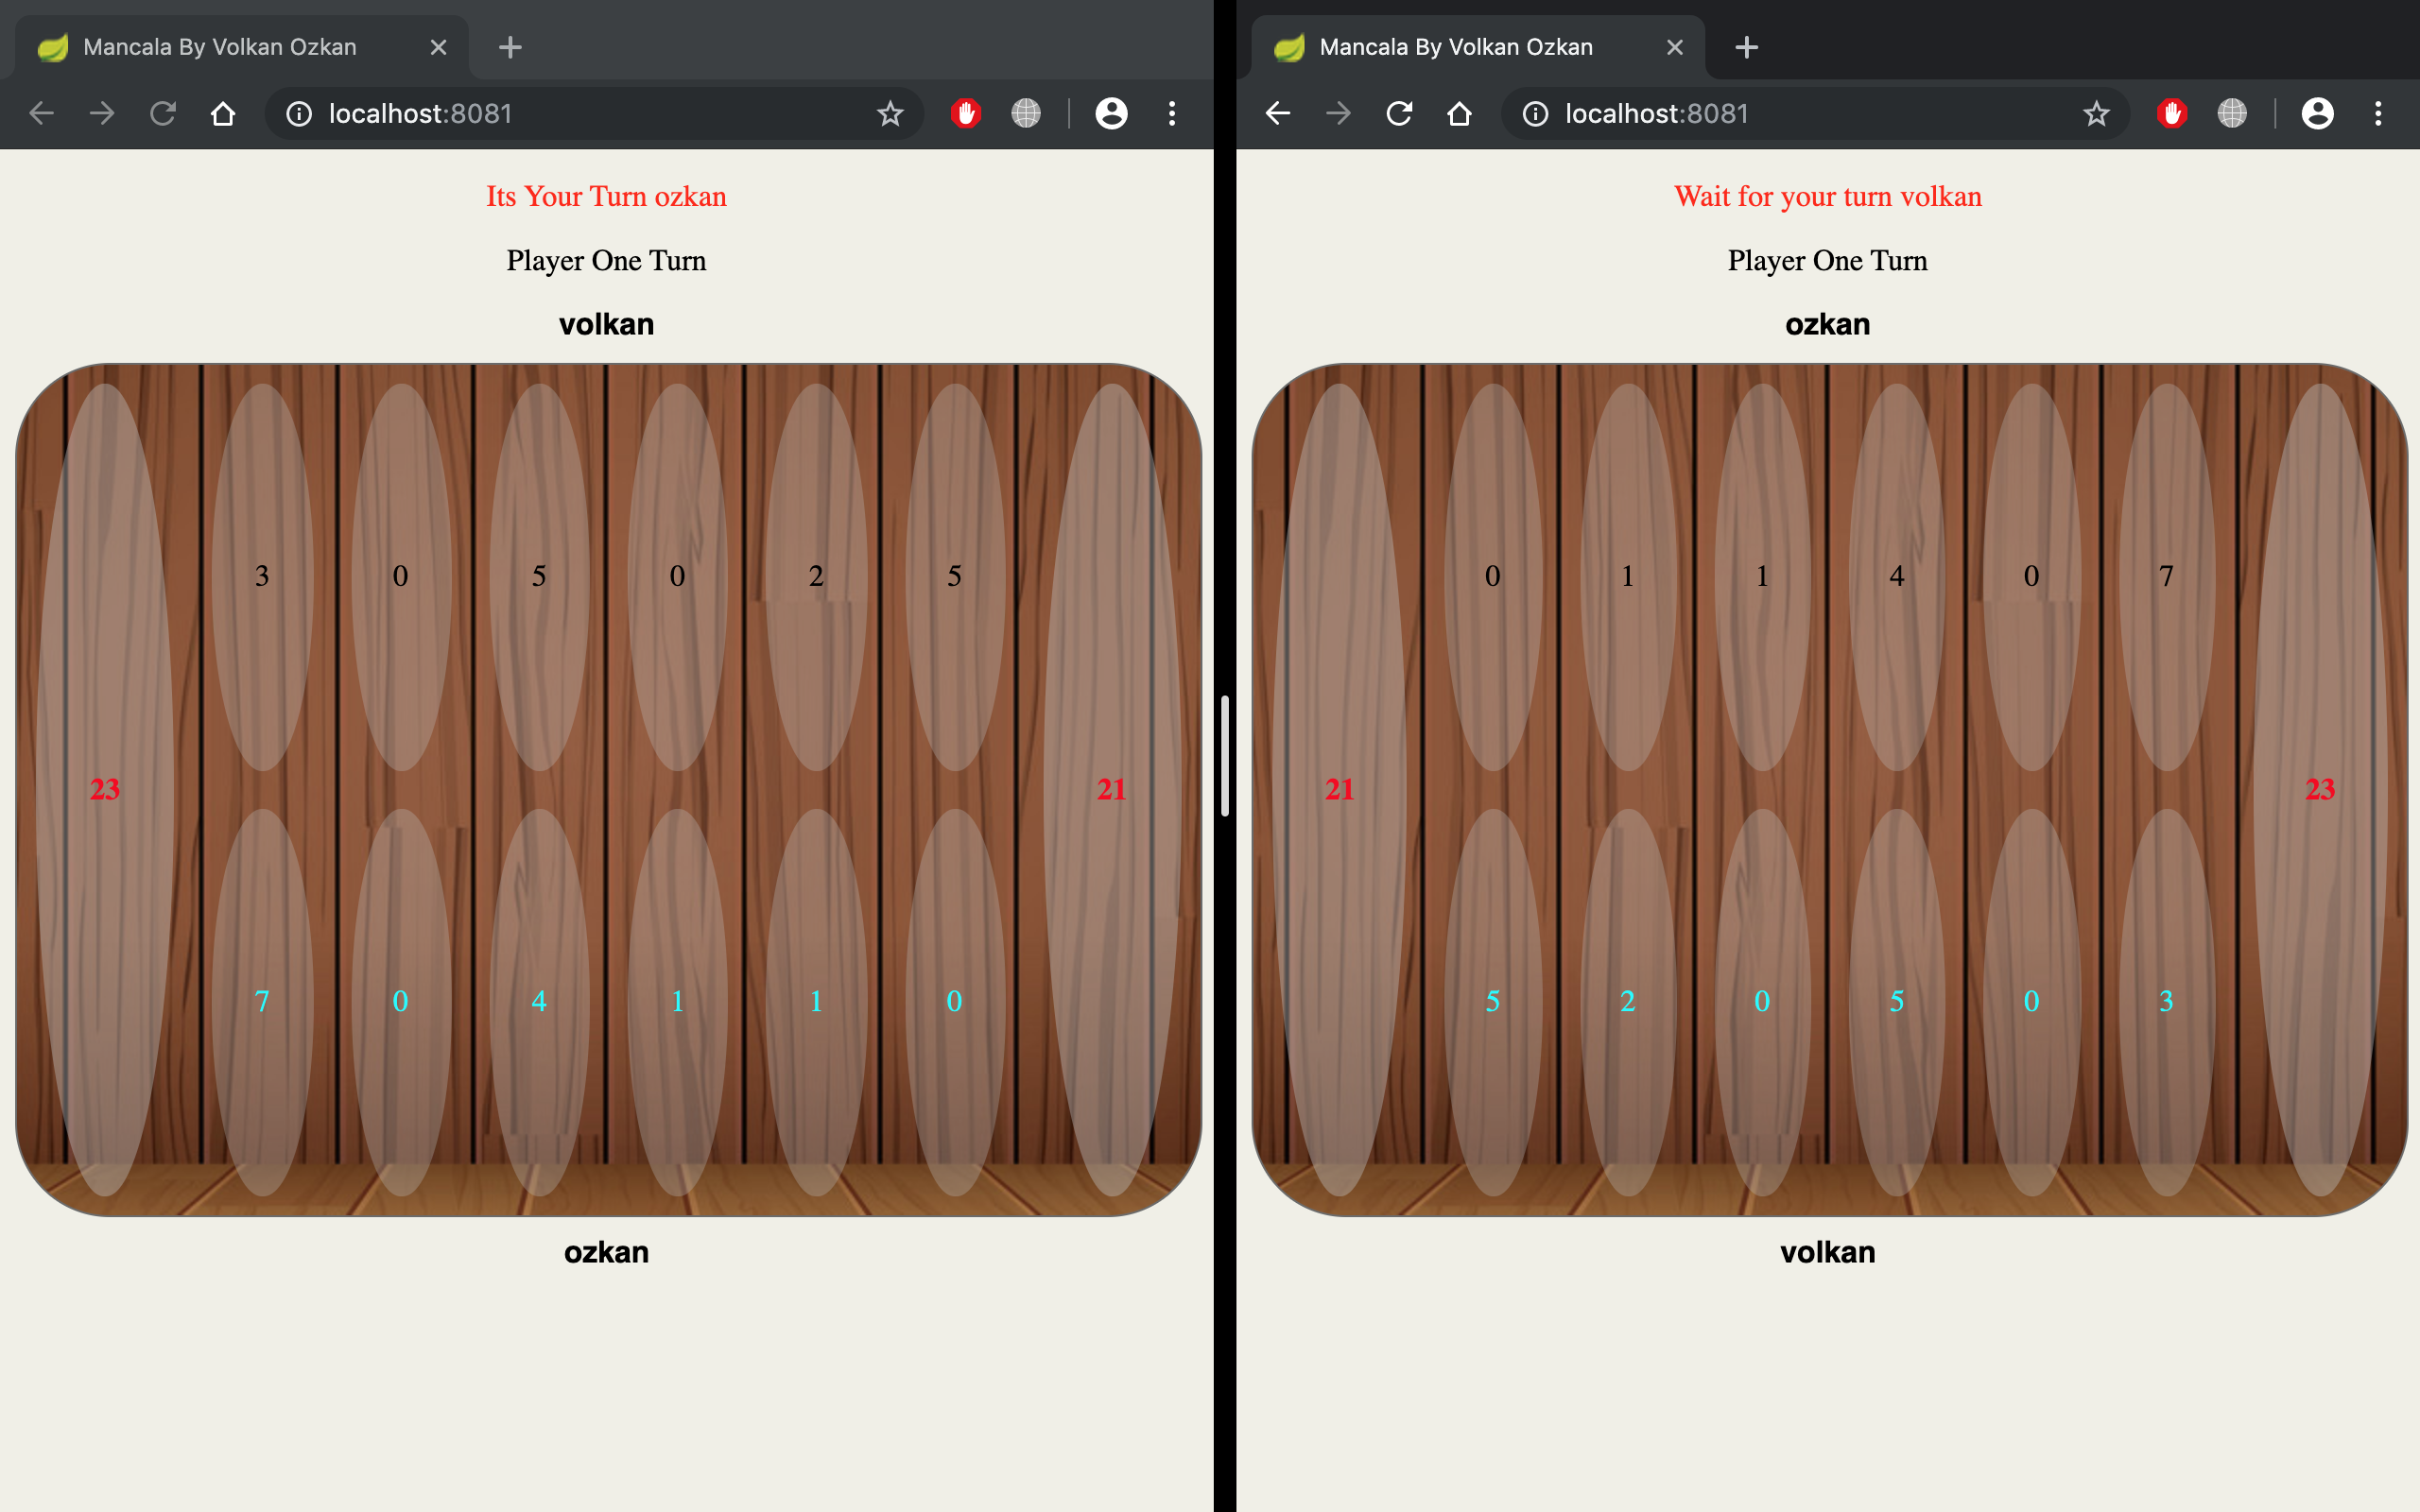 Mancala By Volkan Ozkan
localhost:8081
Its Your Turn ozkan
Player One Turn
volkan
3 0 5 0 2 5
23 21
7 0 4 1 1 0
ozkan
Mancala By Volkan Ozkan
localhost:8081
Wait for your turn volkan
Player One Turn
ozkan
0 1 1 4 0 7
21 23
5 2 0 5 0 3
volkan